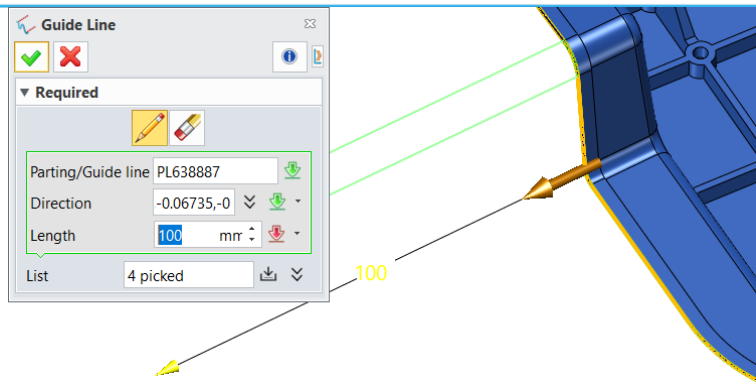 Guide Line
Required
Parting/Guide line PL638887
Direction -0.06735,-0
Length 100 mm
List 4 picked
100